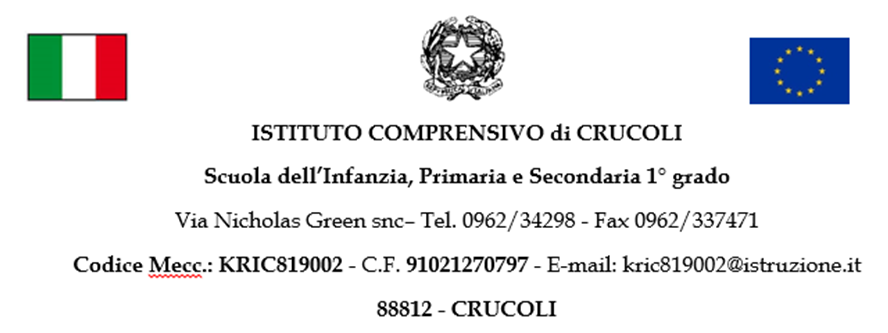 ISTITUTO COMPRENSIVO di CRUCOLI
Scuola dell'Infanzia, Primaria e Secondaria 1° grado
Via Nicholas Green snc– Tel. 0962/34298 - Fax 0962/337471
Codice Mecc.: KRIC819002 - C.F. 91021270797 - E-mail: kric819002@istruzione.it
88812 - CRUCOLI